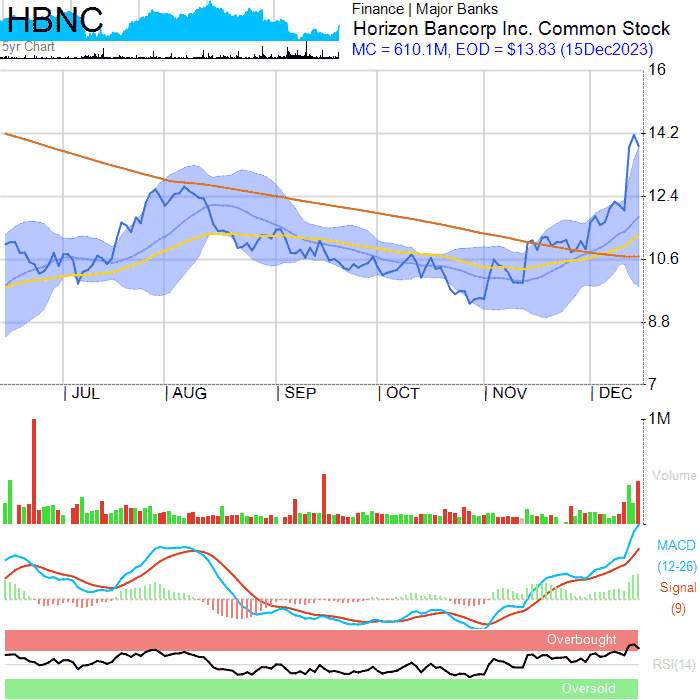 HBNC
5yr Chart
Finance | Major Banks
Horizon Bancorp Inc. Common Stock
MC = 610.1M, EOD = $13.83 (15Dec2023)
16
14.2
12.4
10.6
8.8
7
| JUL | AUG | SEP | OCT | NOV | DEC
1M
Volume
MACD
(12-26)
Signal
(9)
Overbought
RSI(14)
Oversold